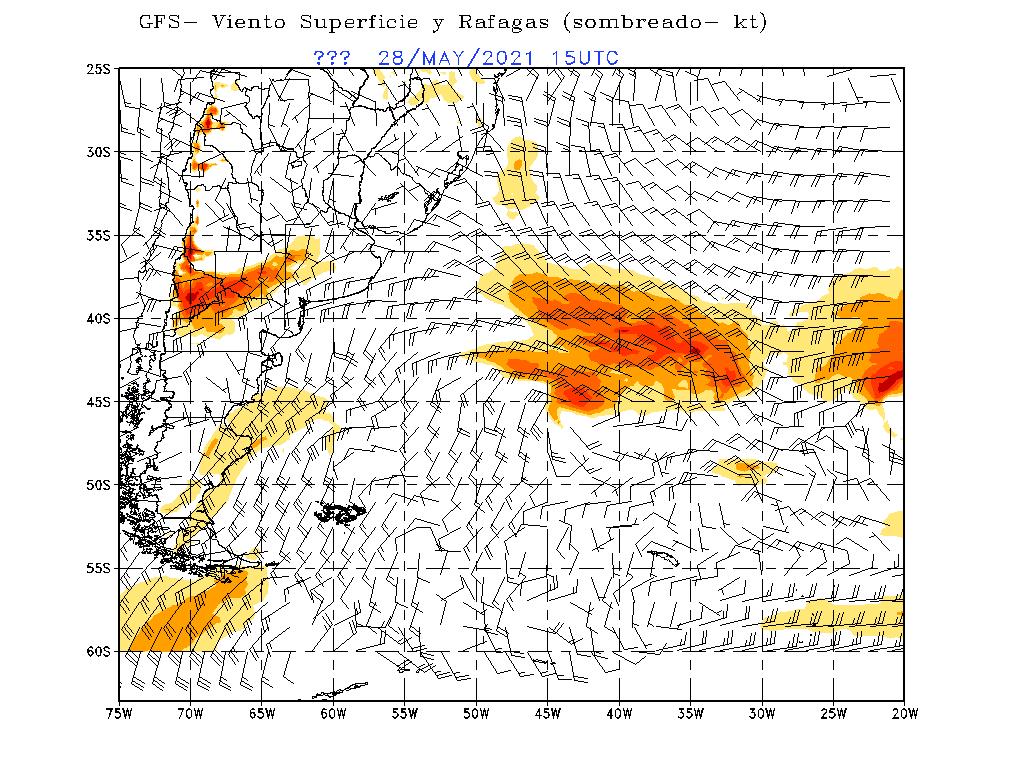 GFS- Viento Superficie y Rafagas (sombreado- kt)
??? 28/MAY/2021 15UTC
25S
30S
35S
40S
45S
50S
55S
60S
75W 70W 65W 60W 55W 50W 45W 40W 35W 30W 25W 20W